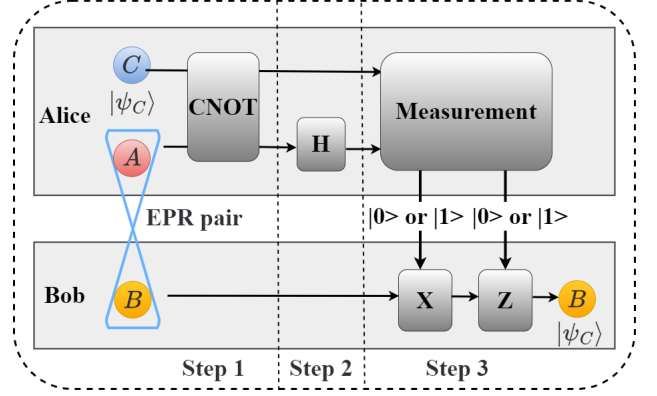 C
|ψ_C⟩
Alice
CNOT
Measurement
A
H
EPR pair
|0> or |1> |0> or |1>
Bob
B
X
Z
B
|ψ_C⟩
Step 1
Step 2
Step 3